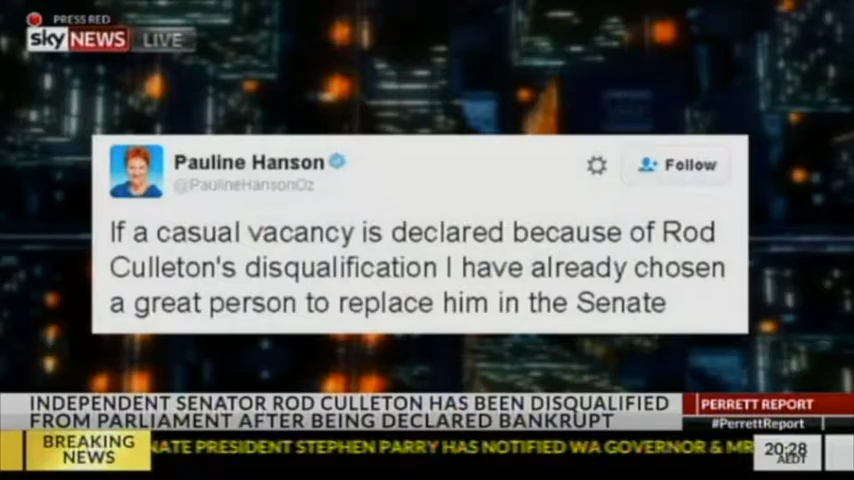 PRESS RED
sky NEWS LIVE
Pauline Hanson
@PaulineHansonOz
Follow
If a casual vacancy is declared because of Rod
Culleton's disqualification I have already chosen
a great person to replace him in the Senate
INDEPENDENT SENATOR ROD CULLETON HAS BEEN DISQUALIFIED
FROM PARLIAMENT AFTER BEING DECLARED BANKRUPT
PERRETT REPORT
#PerrettReport
BREAKING
NEWS
NATE PRESIDENT STEPHEN PARRY HAS NOTIFIED WA GOVERNOR & MR
20:28
AEDT